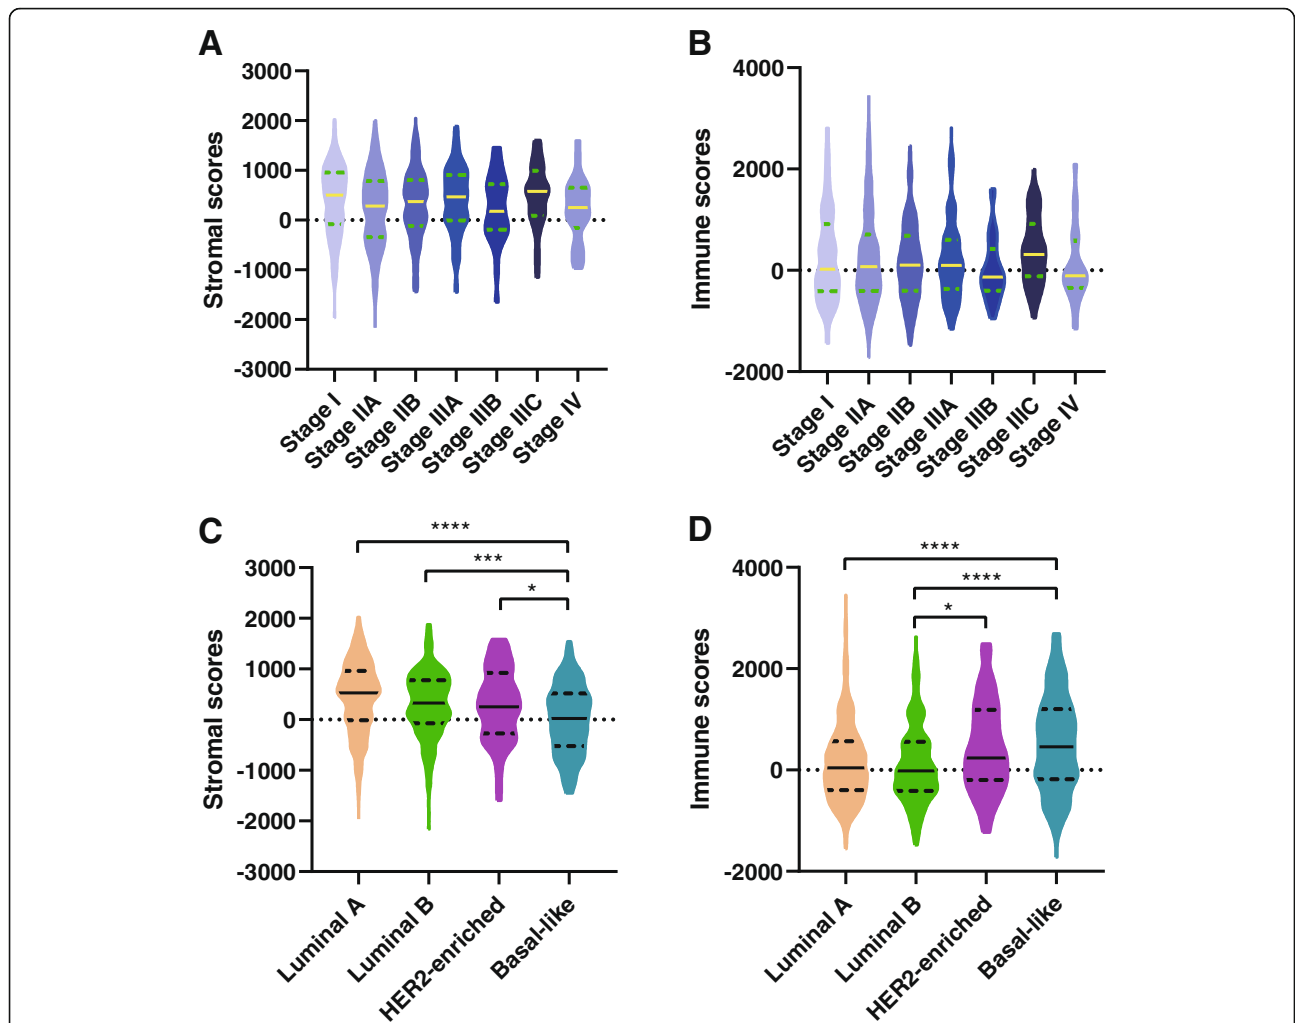 A
Stromal scores
3000
2000
1000
0
-1000
-2000
-3000
Stage I
Stage IIA
Stage IIB
Stage IIIA
Stage IIIB
Stage IIIC
Stage IV
B
Immune scores
4000
2000
0
-2000
Stage I
Stage IIA
Stage IIB
Stage IIIA
Stage IIIB
Stage IIIC
Stage IV
C
****
***
*
Stromal scores
3000
2000
1000
0
-1000
-2000
-3000
Luminal A
Luminal B
HER2-enriched
Basal-like
D
****
****
*
Immune scores
4000
2000
0
-2000
Luminal A
Luminal B
HER2-enriched
Basal-like